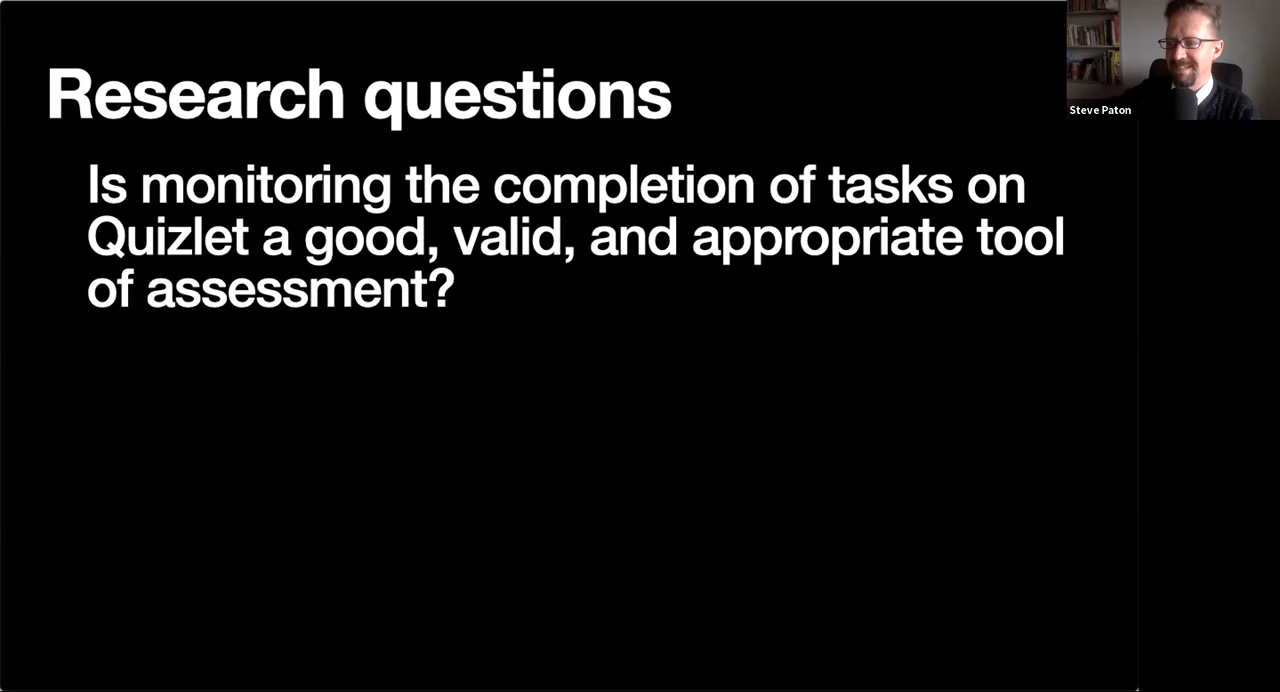 Research questions
Is monitoring the completion of tasks on
Quizlet a good, valid, and appropriate tool
of assessment?
Steve Paton